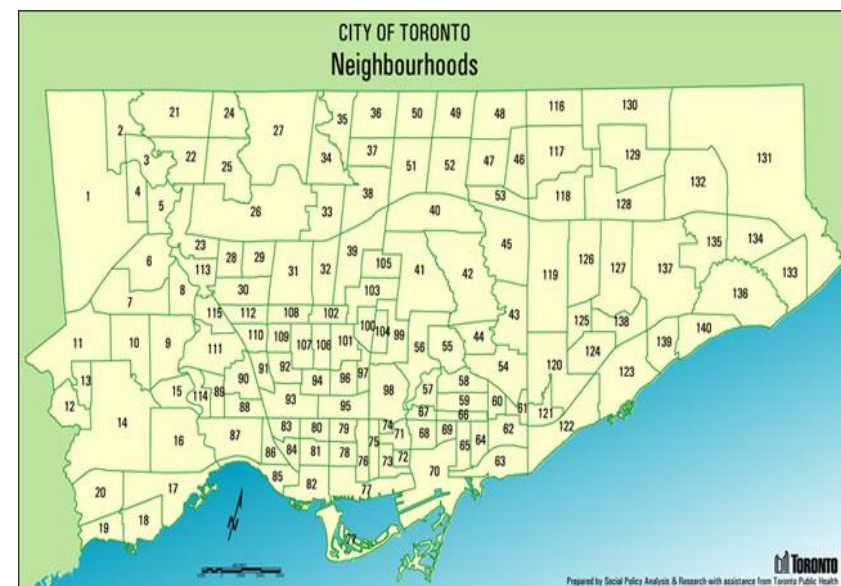 CITY OF TORONTO
Neighbourhoods
21 24 27 35 36 50 49 48 116 130
2
3 22 25 34 37 51 52 47 46 117 129 131
1 4 5 26 33 38 40 53 118 128 132
23 28 29 39 45 126 127 137 135 134
6 113 31 32 105 41 42 119 133
7 8 30 103 136
115 112 108 102 100 104 99 43 125 138 140
11 10 9 111 110 109 107 106 101 56 55 44 124 139
13 91 92 97 54 120 123
12 15 114 89 90 94 96 98 57 58
14 88 93 95 67 59 60 61 121
66
16 87 83 80 79 74 71 68 69 65 64 62 122
86 84 81 78 75 76 73 72 63
20 17 85 82 77 70
19 18
N
TORONTO
Prepared by Social Policy Analysis & Research with assistance from Toronto Public Health